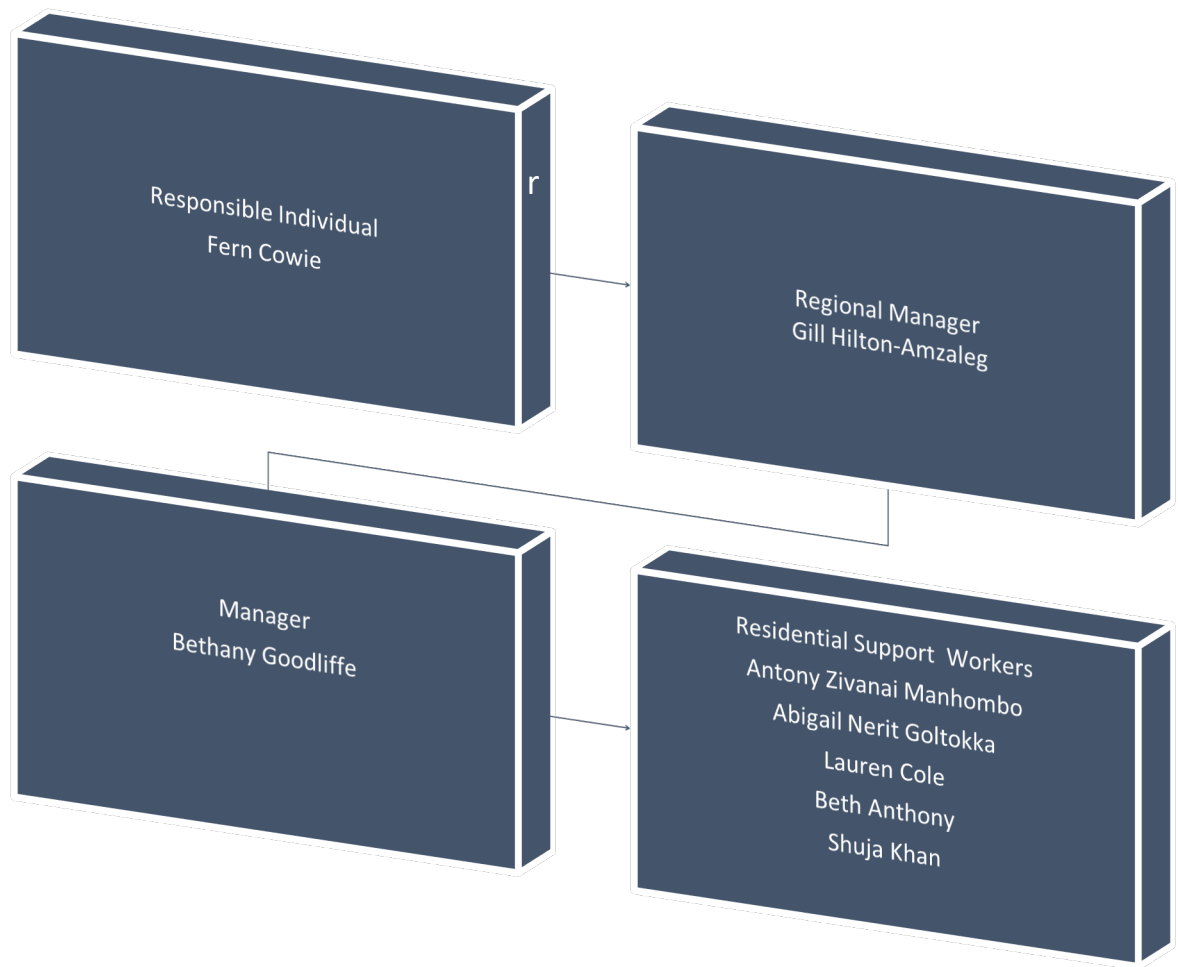 Responsible Individual
Fern Cowie
r
Regional Manager
Gill Hilton-Amzaleg
Manager
Bethany Goodliffe
Residential Support  Workers
Antony Zivanai Manhombo
Abigail Nerit Goltokka
Lauren Cole
Beth Anthony
Shuja Khan